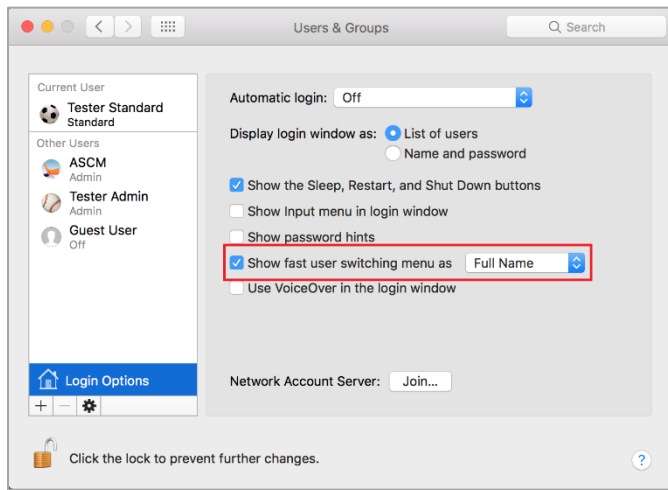 Users & Groups
Search
Current User
Tester Standard
Standard
Other Users
ASCM
Admin
Tester Admin
Admin
Guest User
Off
Login Options
Automatic login: Off
Display login window as: List of users
Name and password
Show the Sleep, Restart, and Shut Down buttons
Show Input menu in login window
Show password hints
Show fast user switching menu as Full Name
Use VoiceOver in the login window
Network Account Server: Join...
Click the lock to prevent further changes.
?